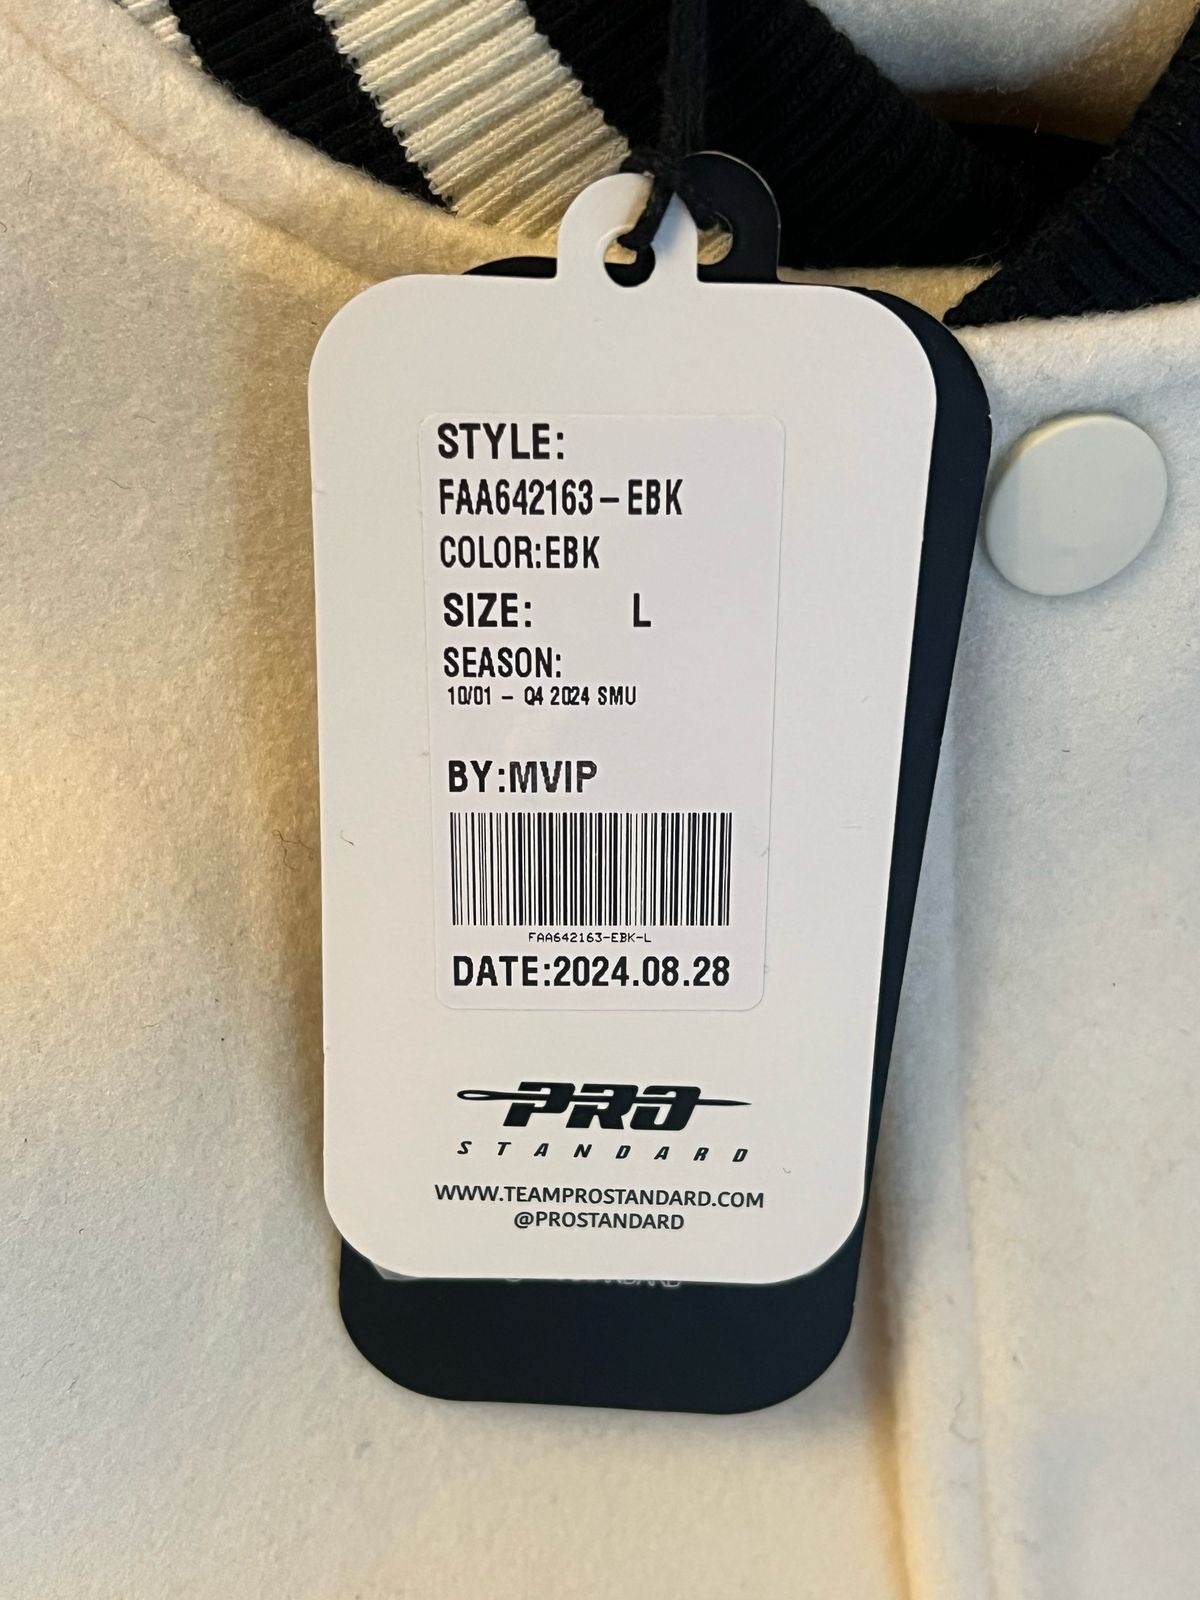 STYLE:
FAA642163-EBK
COLOR:EBK
SIZE: L
SEASON:
10/01 - Q4 2024 SMU
BY:MVIP
FAA642163-EBK-L
DATE:2024.08.28
PRO
STANDARD
WWW.TEAMPROSTANDARD.COM
@PROSTANDARD